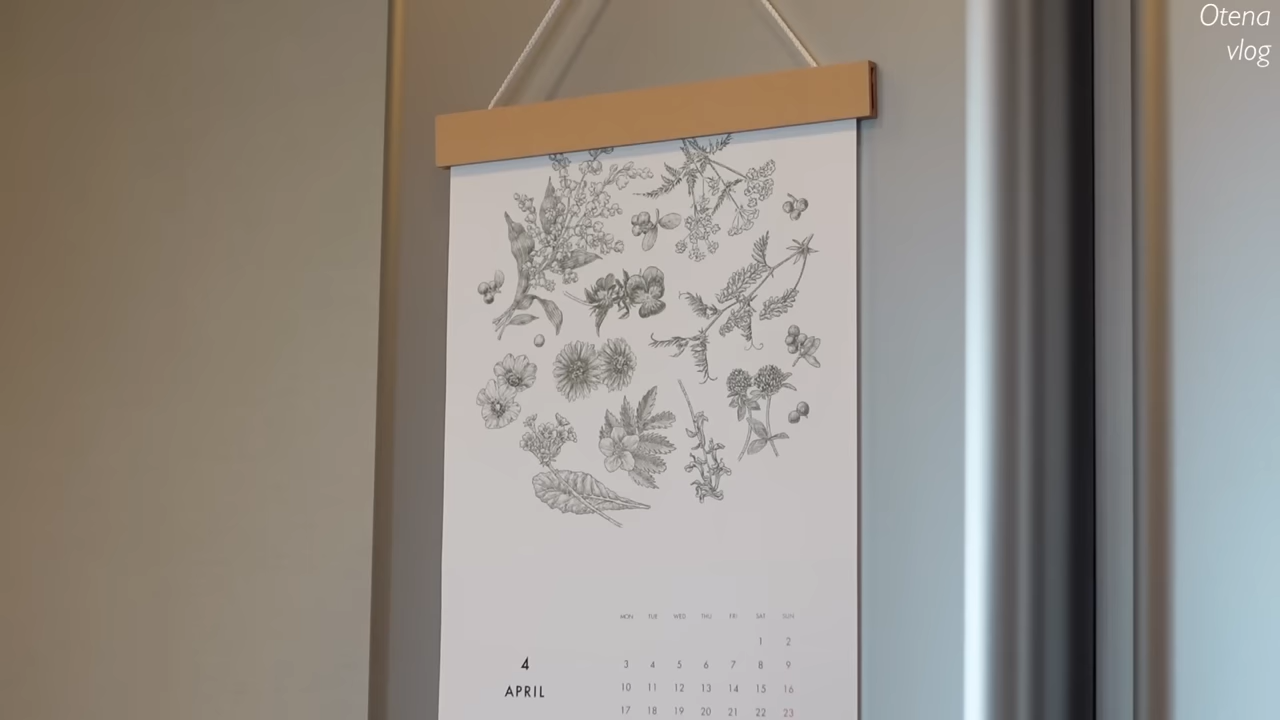 Otena
vlog
MON TUE WED THU FRI SAT SUN
1 2
4
3 4 5 6 7 8 9
APRIL
10 11 12 13 14 15 16
17 18 19 20 21 22 23